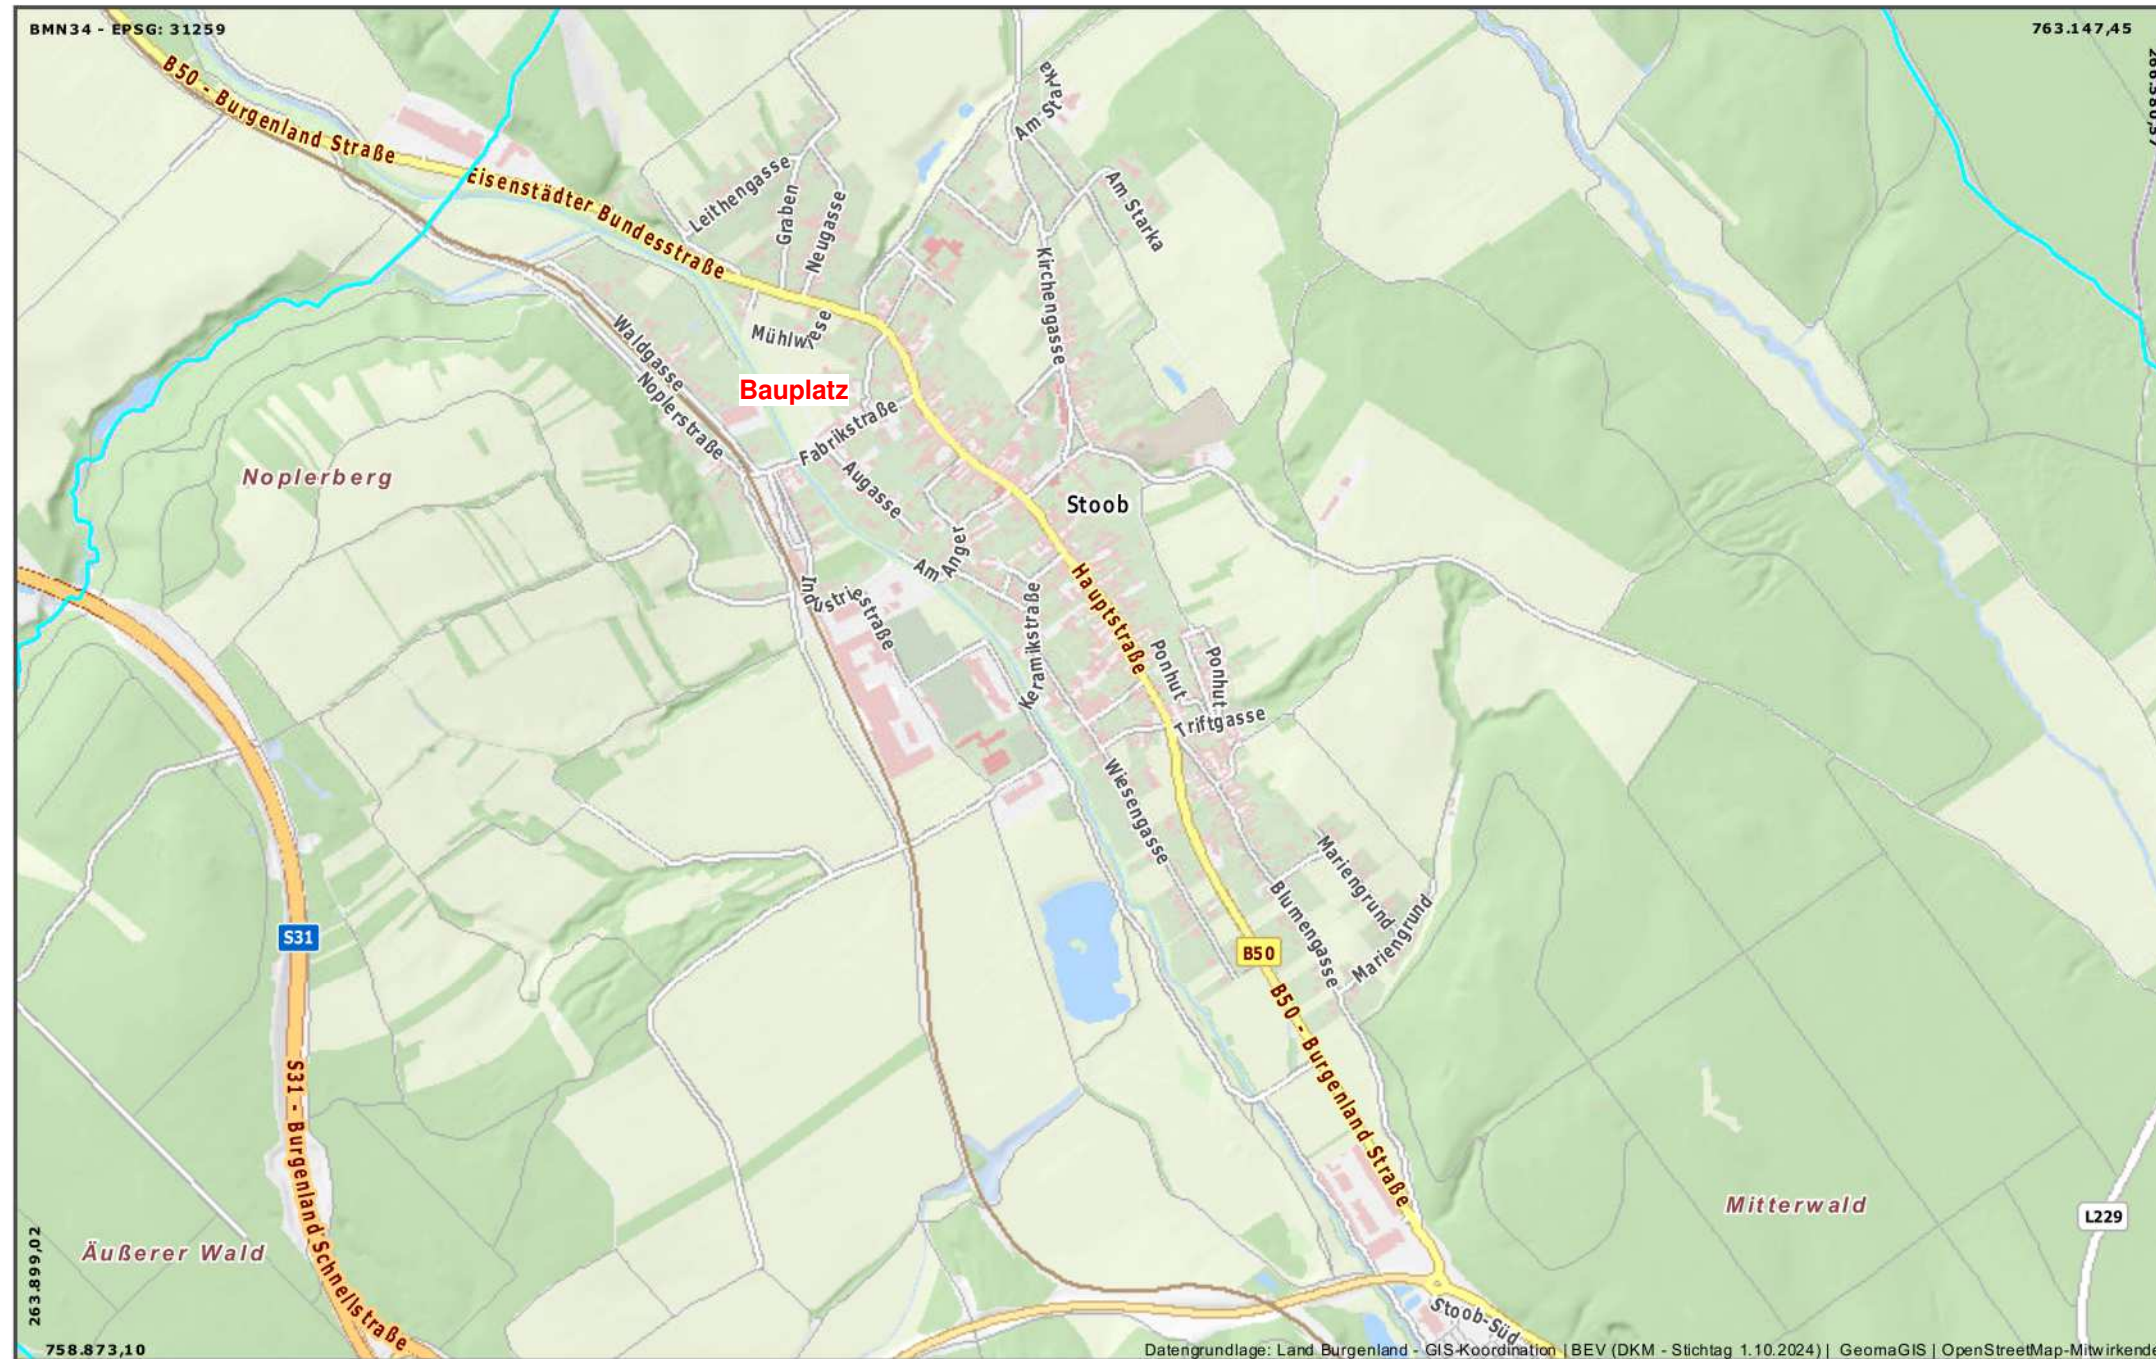 BMN34 - EPSG: 31259
763.147,45
B50 - Burgenland Straße
Eisenstädter Bundesstraße
Leithengasse
Graben
Neugasse
Am Starka
Am Starka
Kirchengasse
Mühlwiese
Waldgasse
Noplerstraße
Bauplatz
Fabrikstraße
Augasse
Noplerberg
Stoob
Am Anger
Industriestraße
Keramikstraße
Hauptstraße
Ponhut
Ponhut
Triftgasse
Wiesengasse
Mariengrund
Mariengrund
Blumengasse
S31
B50
B50 - Burgenland Straße
S31 - Burgenland Schnellstraße
Mitterwald
L229
Äußerer Wald
263.899,02
758.873,10
Stoob-Süd
Datengrundlage: Land Burgenland - GIS-Koordination | BEV (DKM - Stichtag 1.10.2024) | GeomaGIS | OpenStreetMap-Mitwirkende